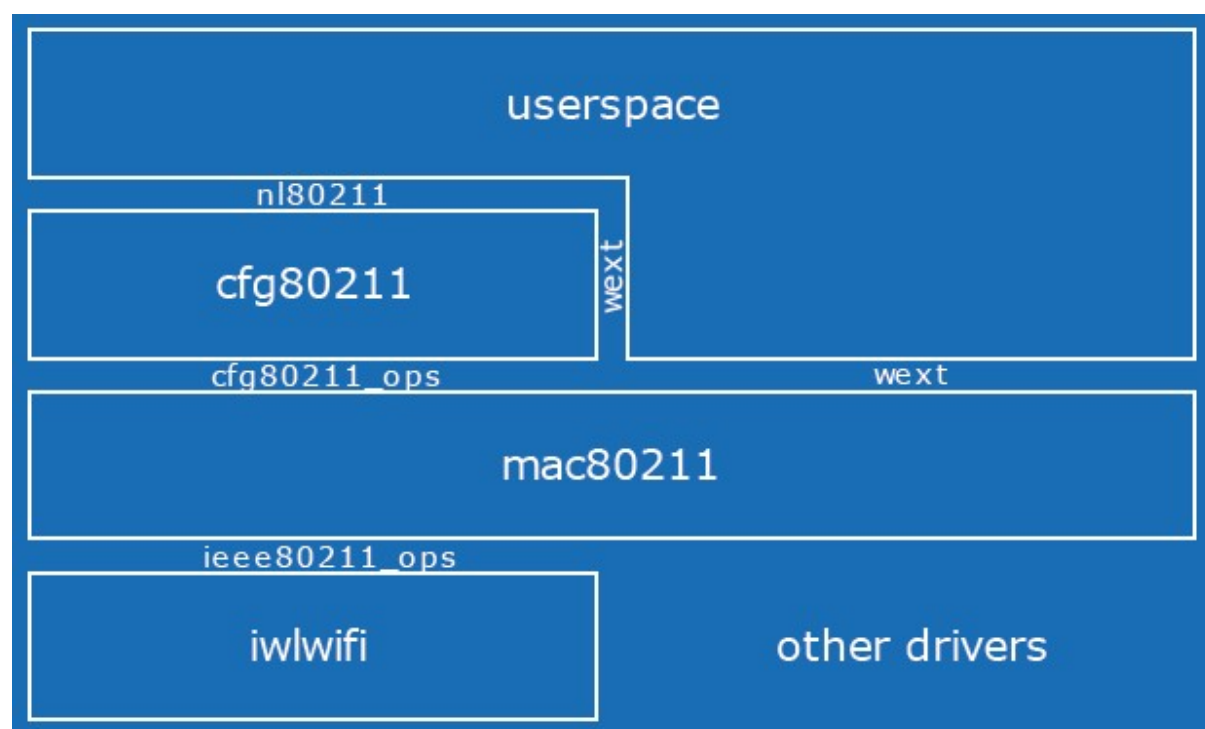 userspace
nl80211
cfg80211
wext
cfg80211_ops
wext
mac80211
ieee80211_ops
iwlwifi
other drivers